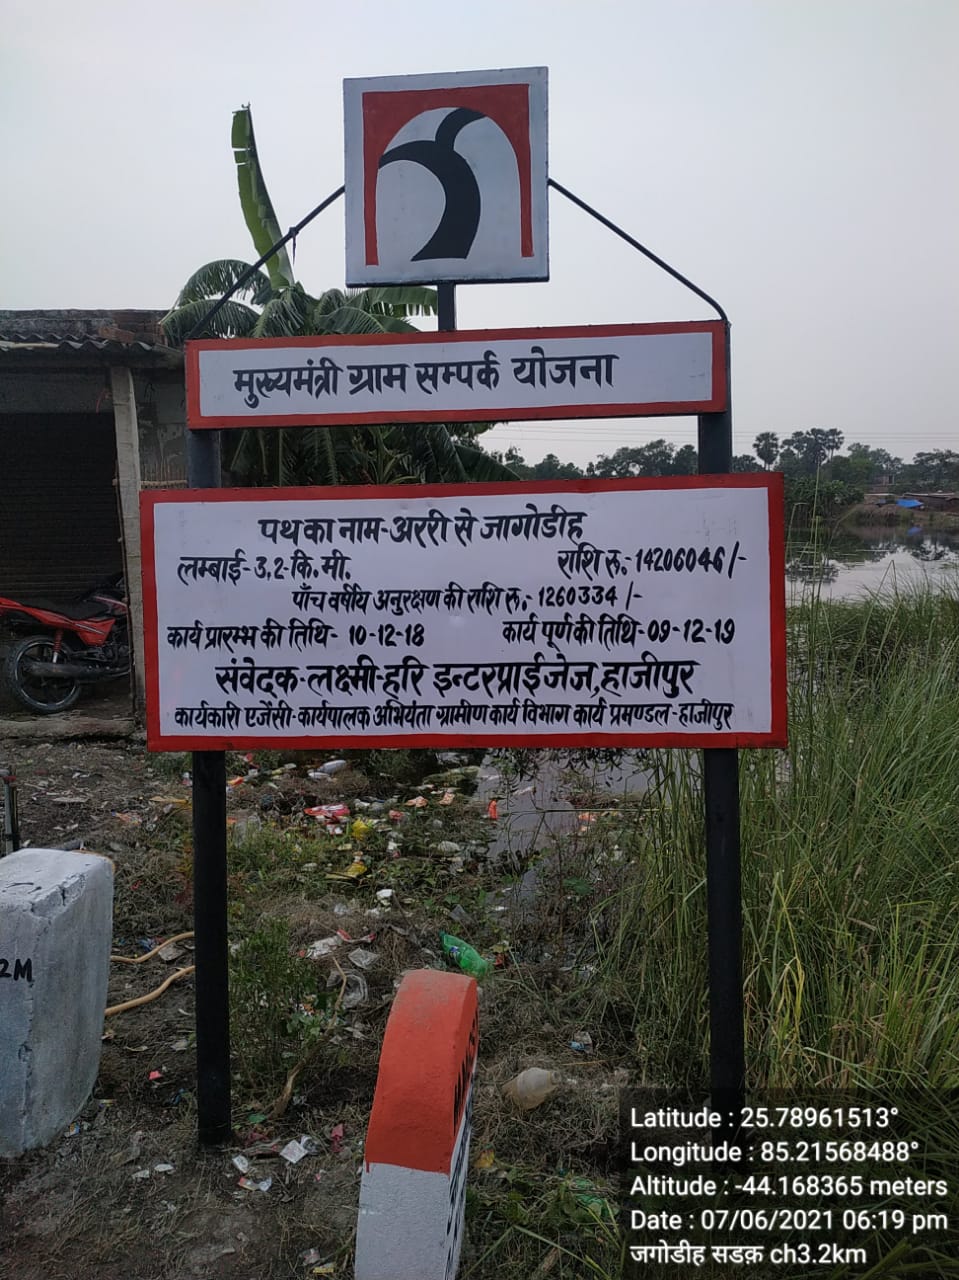 मुख्यमंत्री ग्राम सम्पर्क योजना
पथ का नाम-अररी से जागोडीह
लम्बाई-3,2-कि.मी. राशि रु.-14206046/-
पाँच वर्षीय अनुरक्षण की राशि रु.-1260334/-
कार्य प्रारम्भ की तिथि- 10-12-18 कार्य पूर्ण की तिथि-09-12-19
संवेदक-लक्ष्मी-हरि इन्टरप्राईजेज,हाजीपुर
कार्यकारी एजेंसी-कार्यपालक अभियंता ग्रामीण कार्य विभाग कार्य प्रमण्डल-हाजीपुर
2M
Latitude : 25.78961513°
Longitude : 85.21568488°
Altitude : -44.168365 meters
Date : 07/06/2021 06:19 pm
जगोडीह सडक़ ch3.2km